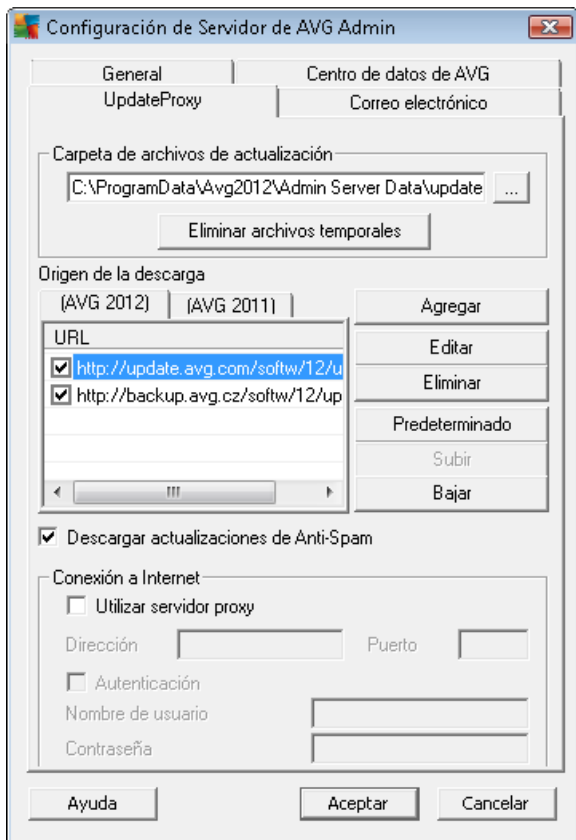 Configuración de Servidor de AVG Admin
General
Centro de datos de AVG
UpdateProxy
Correo electrónico
Carpeta de archivos de actualización
C:\ProgramData\Avg2012\Admin Server Data\update
...
Eliminar archivos temporales
Origen de la descarga
(AVG 2012)
(AVG 2011)
Agregar
URL
Editar
http://update.avg.com/softw/12/u
Eliminar
http://backup.avg.cz/softw/12/up
Predeterminado
Subir
Bajar
Descargar actualizaciones de Anti-Spam
Conexión a Internet
Utilizar servidor proxy
Dirección
Puerto
Autenticación
Nombre de usuario
Contraseña
Ayuda
Aceptar
Cancelar